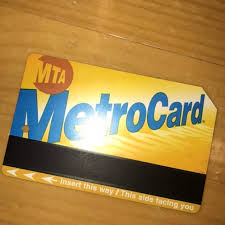 MTA
MetroCard
Insert this way / This side facing you